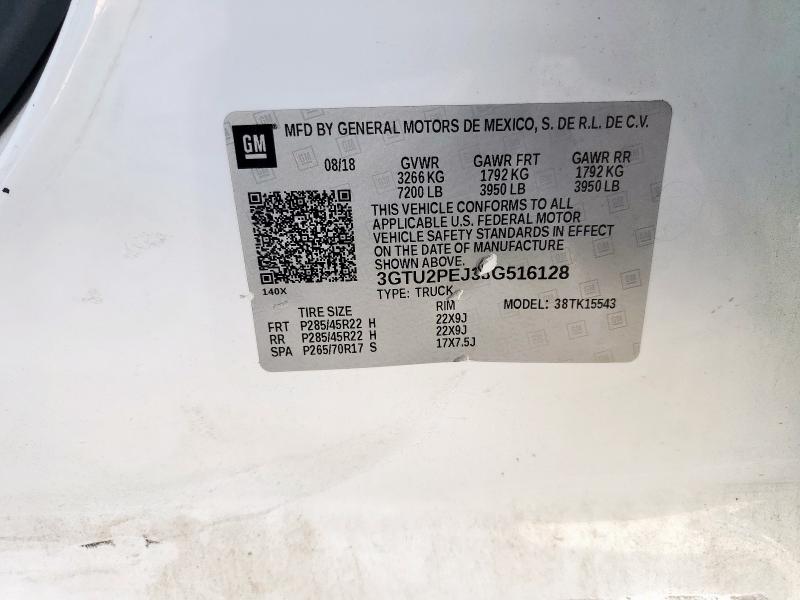 GM
MFD BY GENERAL MOTORS DE MEXICO, S. DE R.L. DE C.V.
08/18 GVWR GAWR FRT GAWR RR
3266 KG 1792 KG 1792 KG
7200 LB 3950 LB 3950 LB
THIS VEHICLE CONFORMS TO ALL
APPLICABLE U.S. FEDERAL MOTOR
VEHICLE SAFETY STANDARDS IN EFFECT
ON THE DATE OF MANUFACTURE
SHOWN ABOVE.
140X
TYPE: TRUCK
MODEL: 38TK15543
TIRE SIZE RIM
FRT P285/45R22 H 22X9J
RR P285/45R22 H 22X9J
SPA P265/70R17 S 17X7.5J